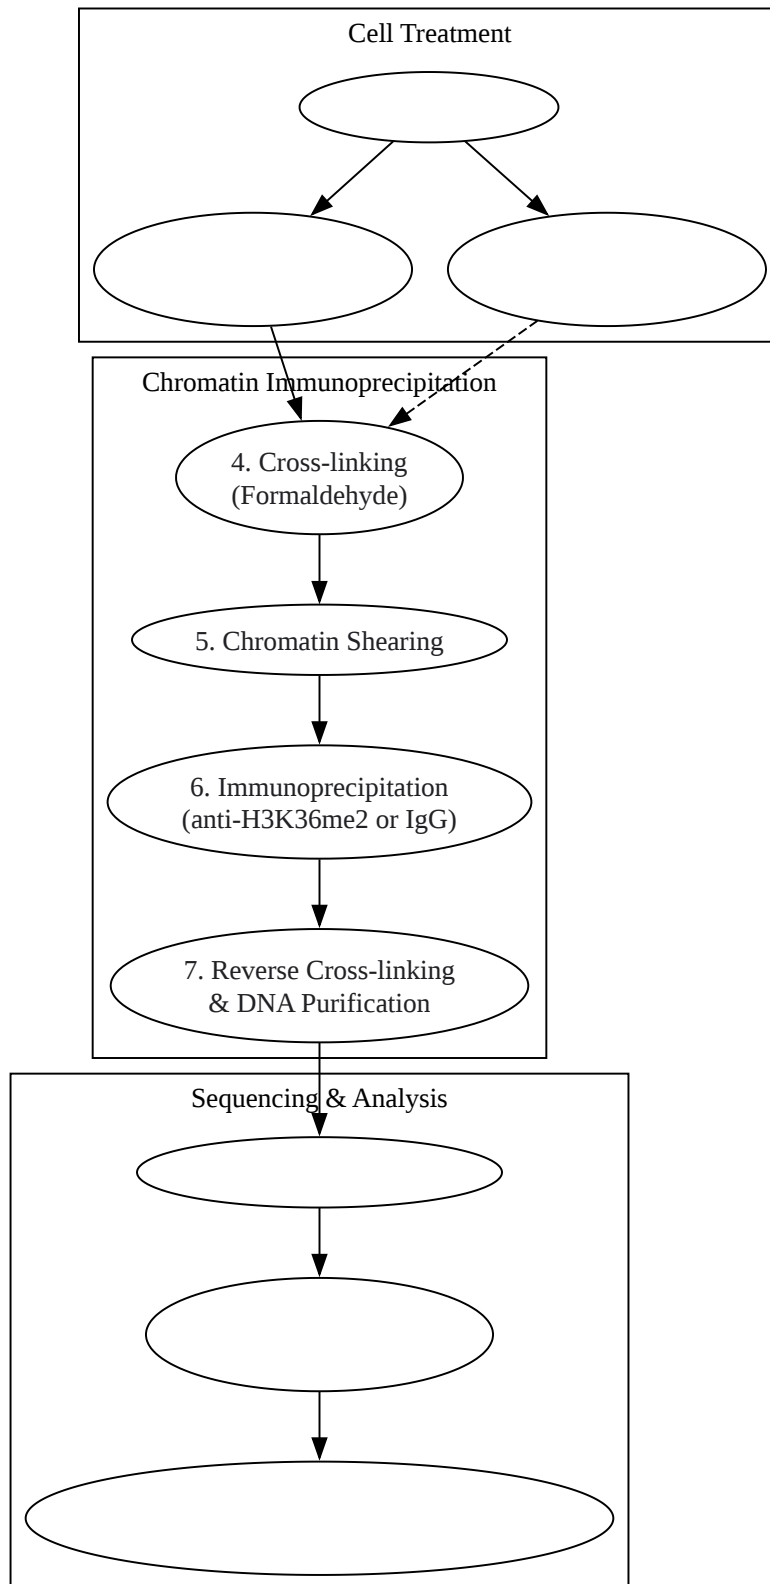 Cell Treatment
Chromatin Immunoprecipitation
4. Cross-linking
(Formaldehyde)
5. Chromatin Shearing
6. Immunoprecipitation
(anti-H3K36me2 or IgG)
7. Reverse Cross-linking
& DNA Purification
Sequencing & Analysis